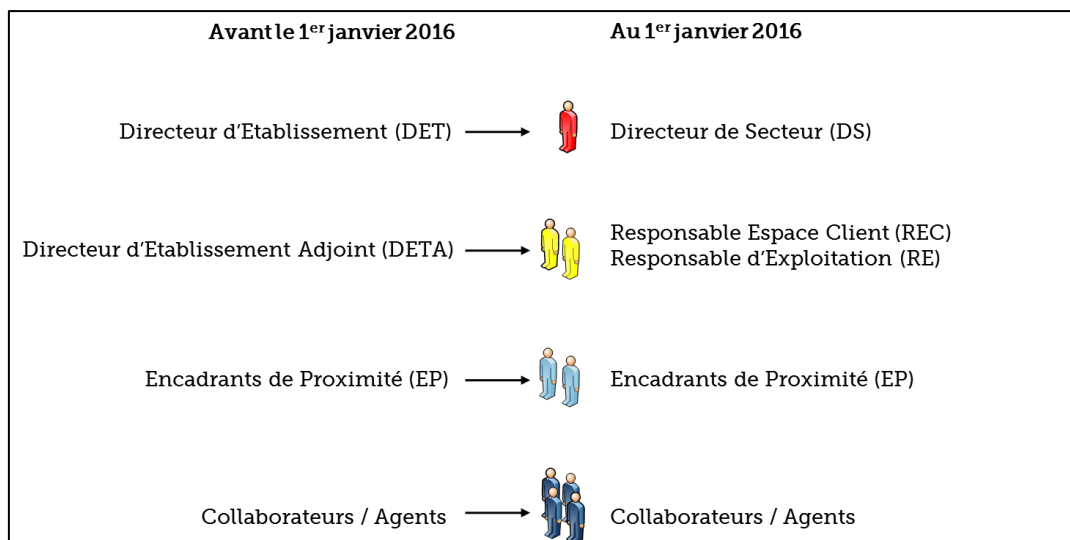 Avant le 1er janvier 2016
Au 1er janvier 2016
Directeur d'Etablissement (DET)
Directeur de Secteur (DS)
Directeur d'Etablissement Adjoint (DETA)
Responsable Espace Client (REC)
Responsable d'Exploitation (RE)
Encadrants de Proximité (EP)
Encadrants de Proximité (EP)
Collaborateurs / Agents
Collaborateurs / Agents